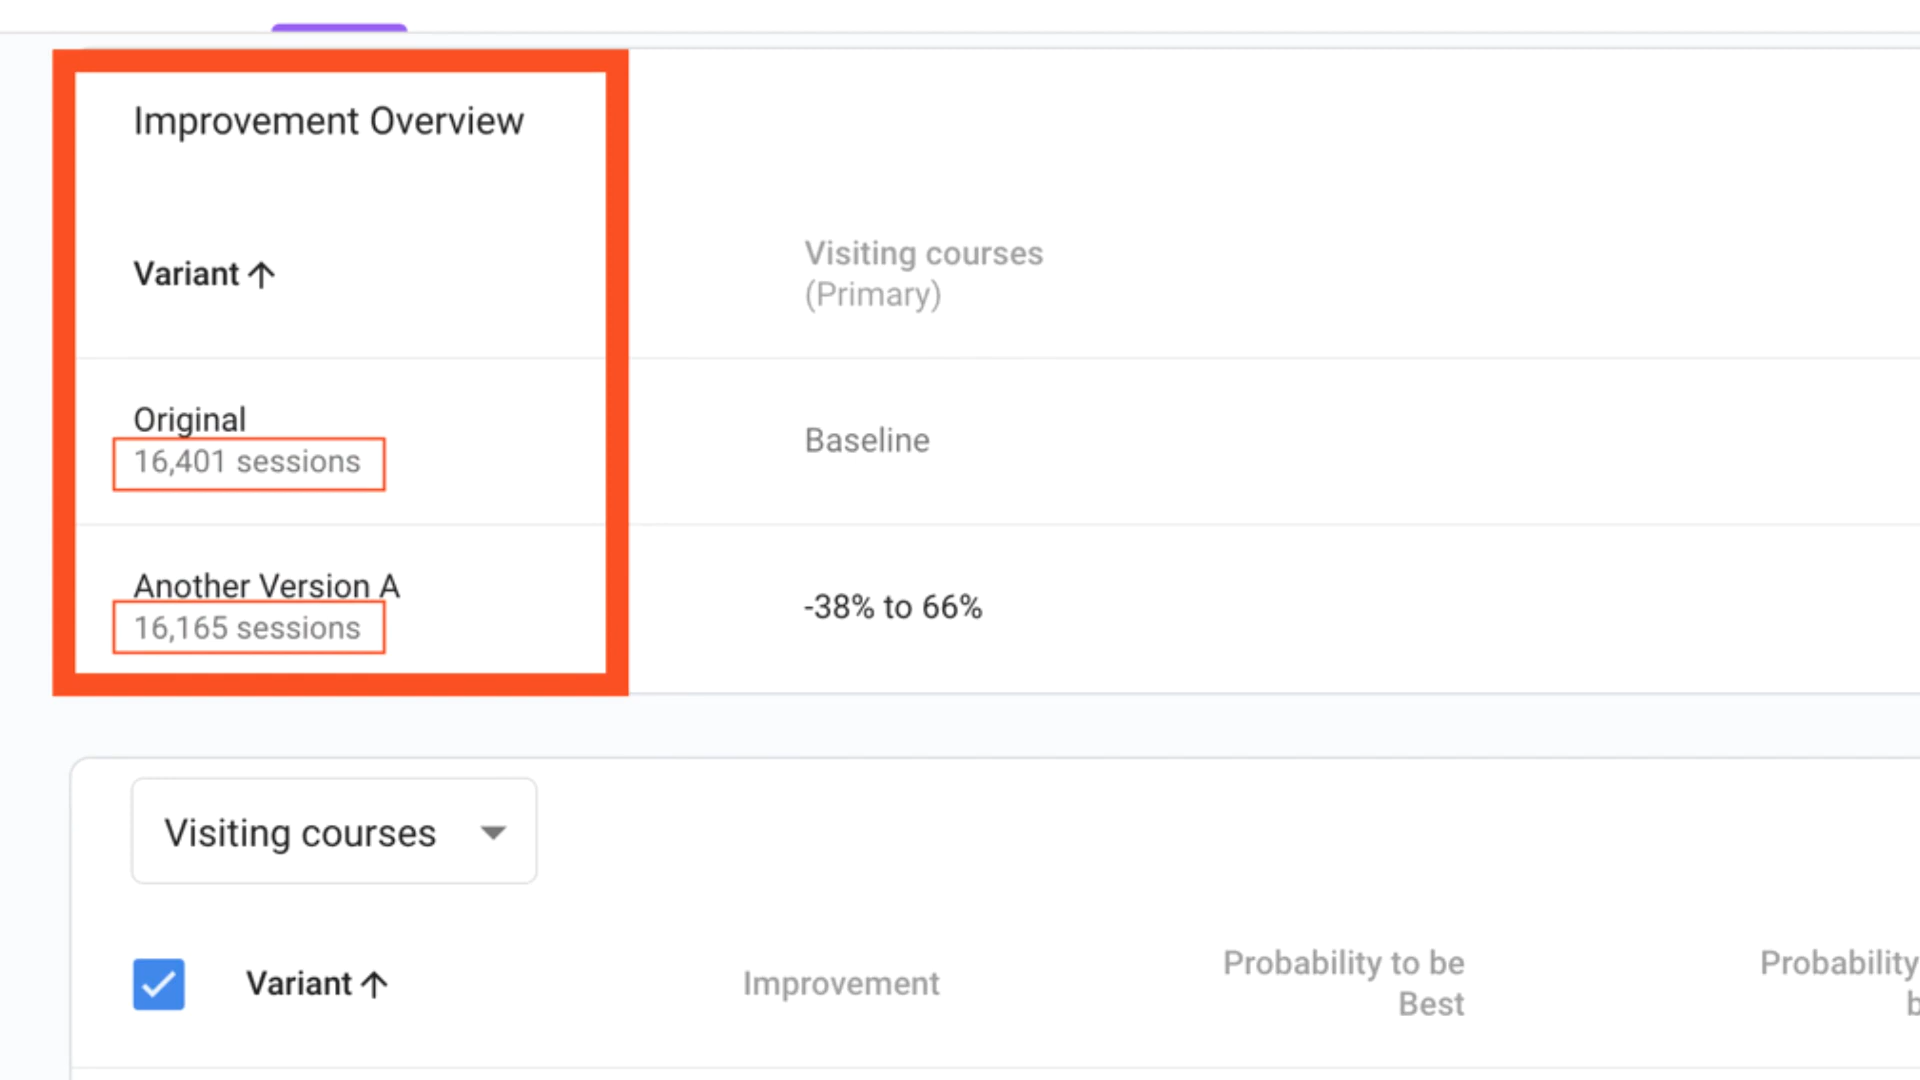 Improvement Overview
Variant ↑
Visiting courses
(Primary)
Original
16,401 sessions
Baseline
Another Version A
16,165 sessions
-38% to 66%
Visiting courses
Variant ↑
Improvement
Probability to be
Best
Probability
b